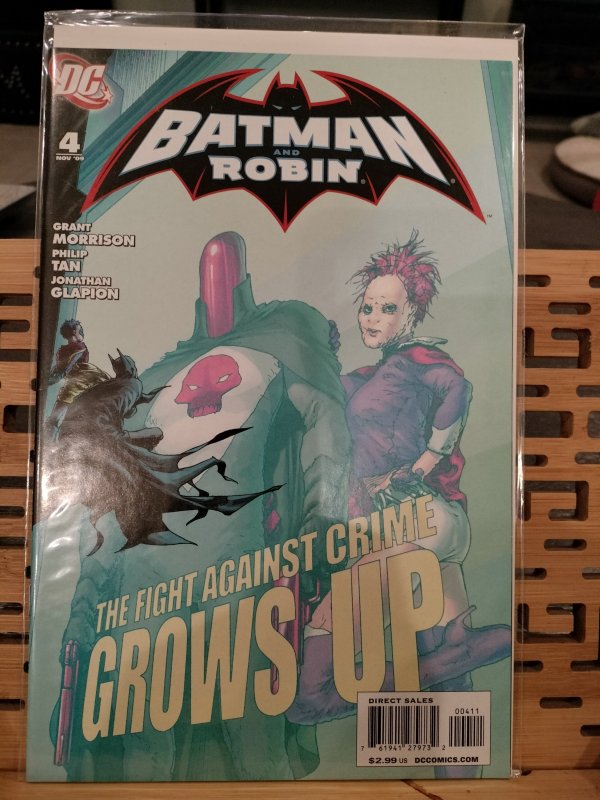 DC
4
NOV '09
BATMAN
AND
ROBIN
™
GRANT
MORRISON
PHILIP
TAN
JONATHAN
GLAPION
THE FIGHT AGAINST CRIME
GROWS UP
DIRECT SALES
00411
7 61941 27973 2
$2.99 US DCCOMICS.COM